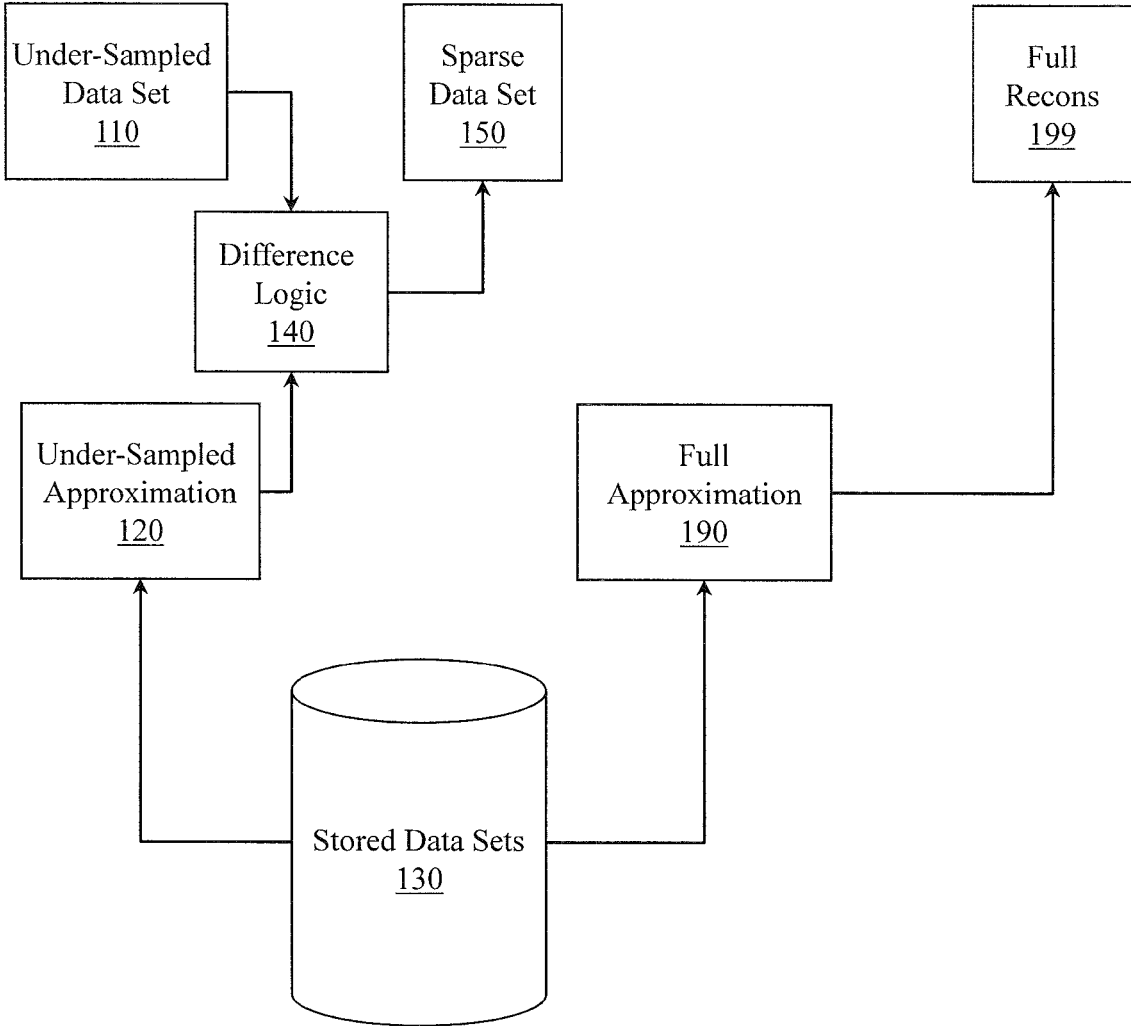 Under-Sampled
Data Set
110
Sparse
Data Set
150
Full
Recons
199
Difference
Logic
140
Under-Sampled
Approximation
120
Full
Approximation
190
Stored Data Sets
130